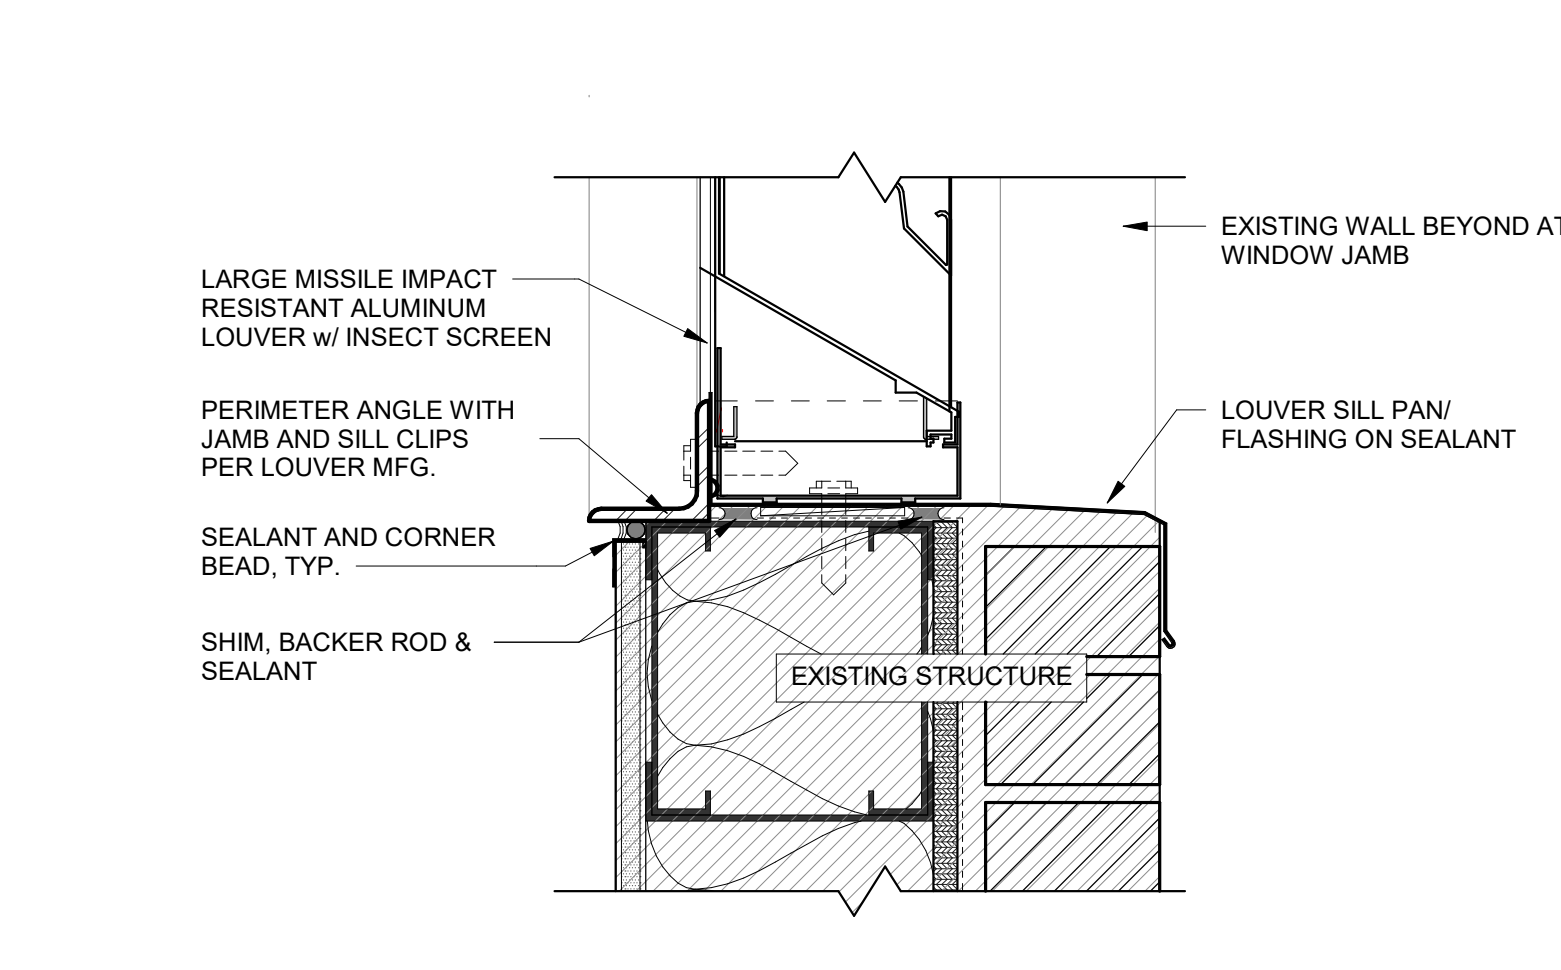 LARGE MISSILE IMPACT
RESISTANT ALUMINUM
LOUVER w/ INSECT SCREEN
PERIMETER ANGLE WITH
JAMB AND SILL CLIPS
PER LOUVER MFG.
SEALANT AND CORNER
BEAD, TYP.
SHIM, BACKER ROD &
SEALANT
EXISTING STRUCTURE
EXISTING WALL BEYOND AT
WINDOW JAMB
LOUVER SILL PAN/
FLASHING ON SEALANT